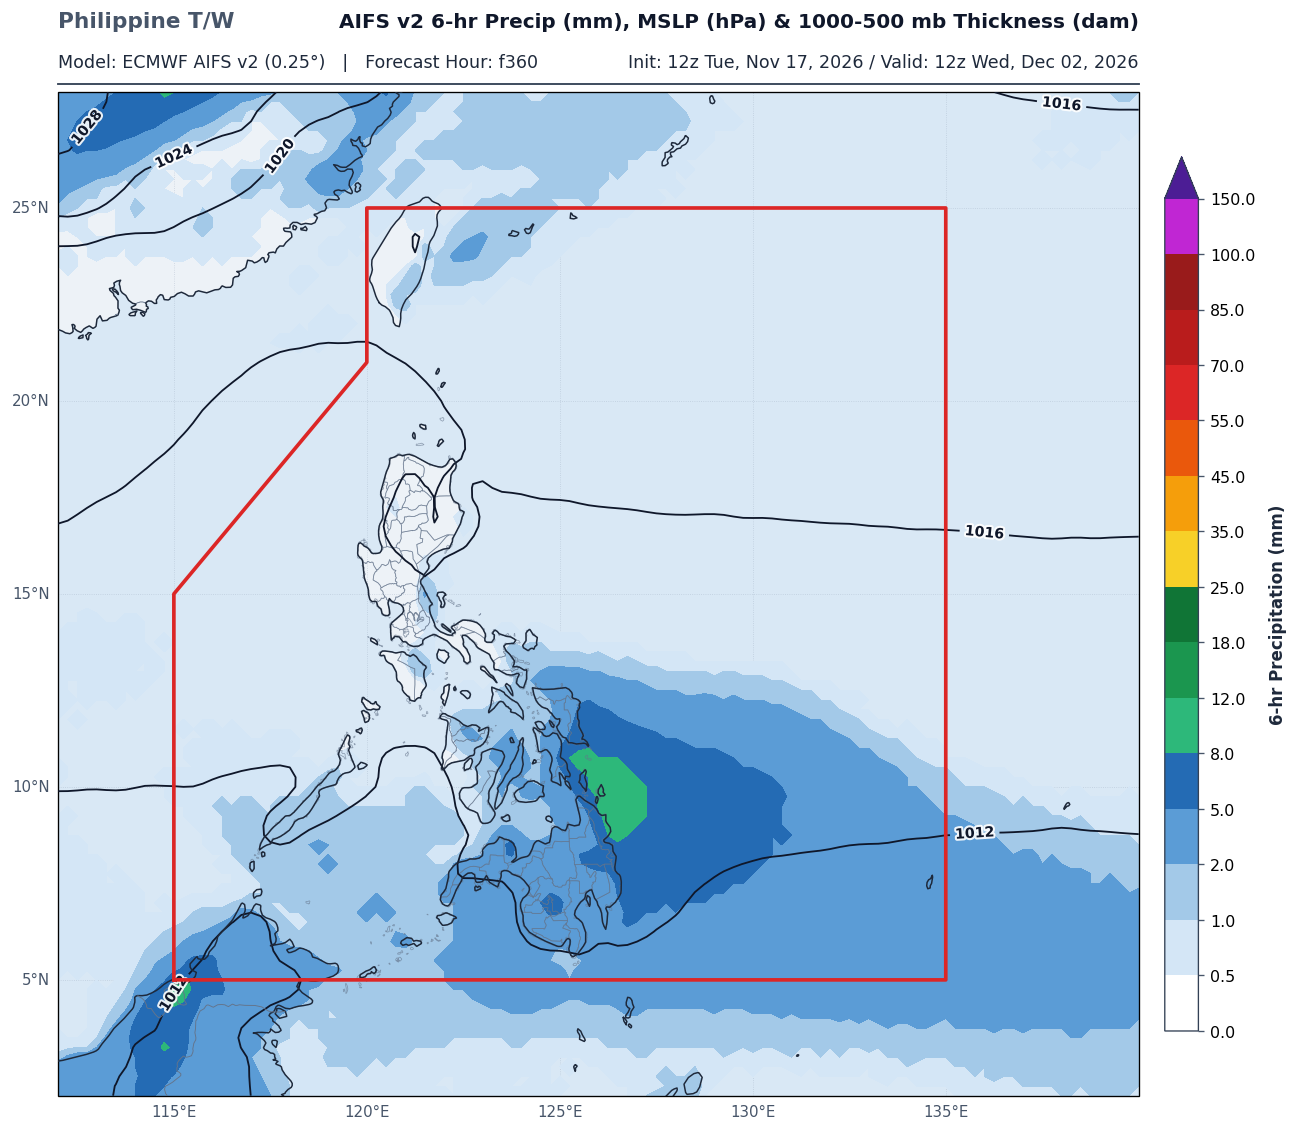 Philippine T/W
AIFS v2 6-hr Precip (mm), MSLP (hPa) & 1000-500 mb Thickness (dam)
Model: ECMWF AIFS v2 (0.25°) | Forecast Hour: f360
Init: 12z Tue, Nov 17, 2026 / Valid: 12z Wed, Dec 02, 2026
1028
1024
1020
1016
1016
1012
1012
25°N
20°N
15°N
10°N
5°N
115°E
120°E
125°E
130°E
135°E
150.0
100.0
85.0
70.0
55.0
45.0
35.0
25.0
18.0
12.0
8.0
5.0
2.0
1.0
0.5
0.0
6-hr Precipitation (mm)